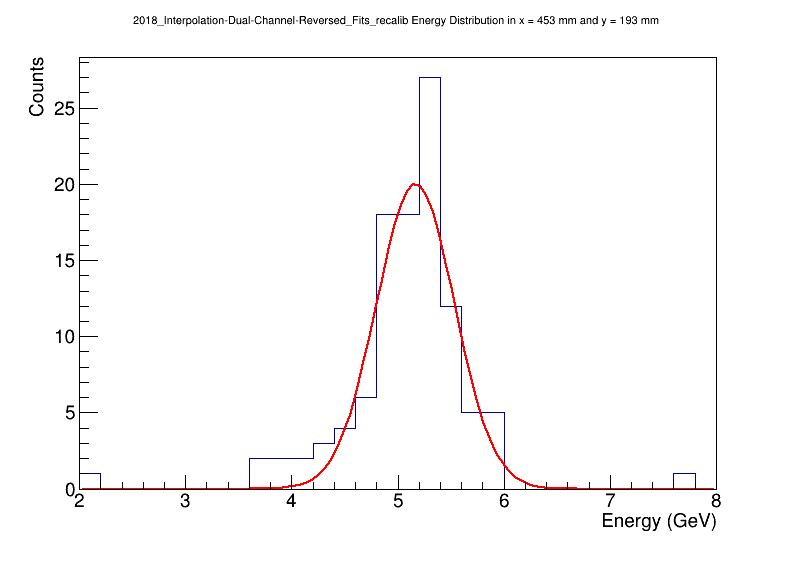 2018_Interpolation-Dual-Channel-Reversed_Fits_recalib Energy Distribution in x = 453 mm and y = 193 mm
Counts
25
20
15
10
5
0
2 3 4 5 6 7 8
Energy (GeV)